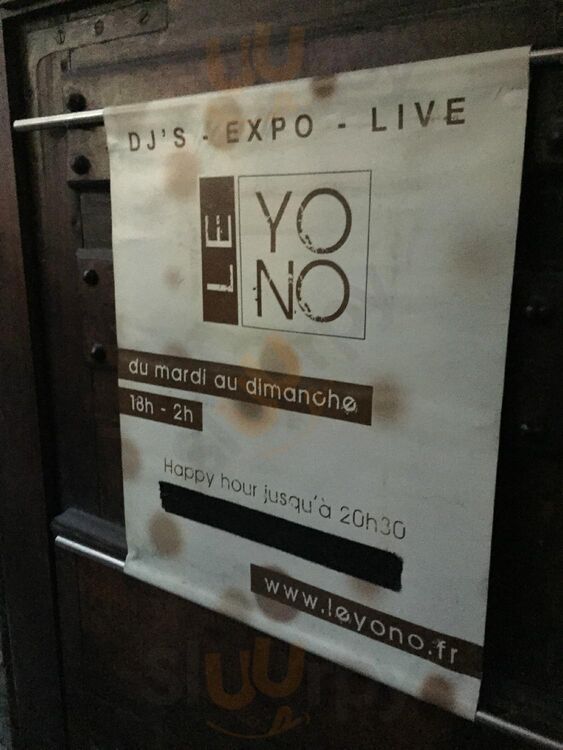 DJ'S - EXPO - LIVE
LE
YO
NO
du mardi au dimanche
18h - 2h
Happy hour jusqu'à 20h30
www.leyono.fr